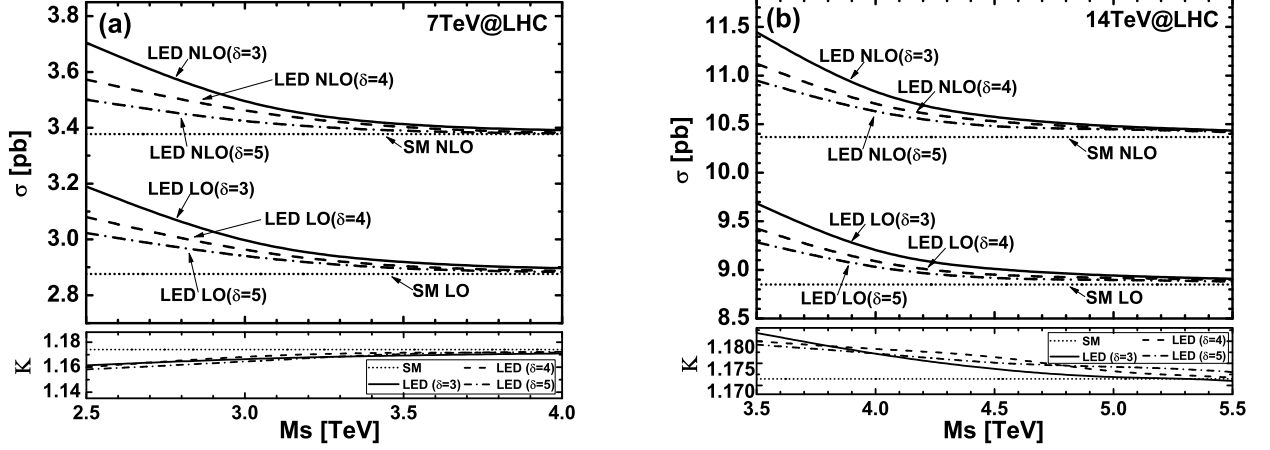 (a)
7TeV@LHC
3.8
3.6
3.4
3.2
3.0
2.8
σ [pb]
LED NLO(δ=3)
LED NLO(δ=4)
LED NLO(δ=5)
SM NLO
LED LO(δ=3)
LED LO(δ=4)
LED LO(δ=5)
SM LO
1.18
1.16
1.14
K
SM
LED (δ=4)
LED (δ=3)
LED (δ=5)
2.5
3.0
3.5
4.0
Ms [TeV]
(b)
14TeV@LHC
11.5
11.0
10.5
10.0
9.5
9.0
8.5
σ [pb]
LED NLO(δ=3)
LED NLO(δ=4)
LED NLO(δ=5)
SM NLO
LED LO(δ=3)
LED LO(δ=4)
LED LO(δ=5)
SM LO
1.180
1.175
1.170
K
SM
LED (δ=4)
LED (δ=3)
LED (δ=5)
3.5
4.0
4.5
5.0
5.5
Ms [TeV]